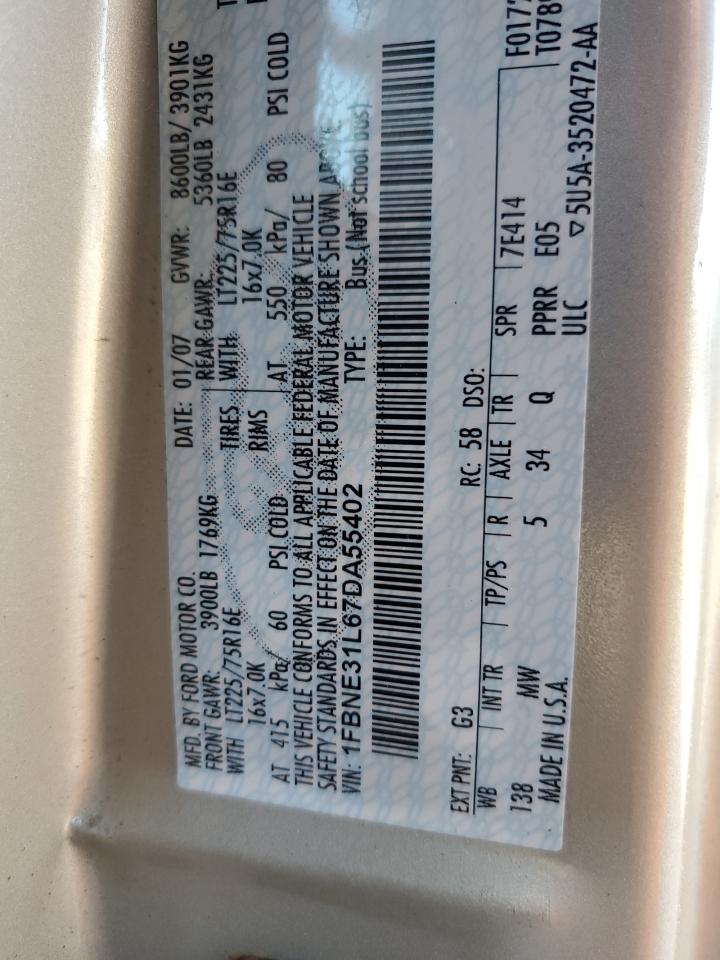 MFD. BY FORD MOTOR CO. DATE: 01/07 GVWR: 8600LB/ 3901KG
FRONT GAWR: 3900LB 1769KG REAR GAWR: 5360LB 2431KG
WITH LT225/75R16E TIRES WITH LT225/75R16E
16x7.0K RIMS 16x7.0K
AT 415 kPa/ 60 PSI COLD AT 550 kPa/ 80 PSI COLD
THIS VEHICLE CONFORMS TO ALL APPLICABLE FEDERAL MOTOR VEHICLE
SAFETY STANDARDS IN EFFECT ON THE DATE OF MANUFACTURE SHOWN ABOVE
VIN: 1FBNE31L67DA55402 TYPE: Bus (Not school bus)
EXT PNT: G3 RC: 58 DSO: F017
WB INT TR TP/PS R AXLE TR SPR 7E414 T078
138 MW 5 34 Q PPRR E05
MADE IN U.S.A. ULC ▽5U5A-3520472-AA